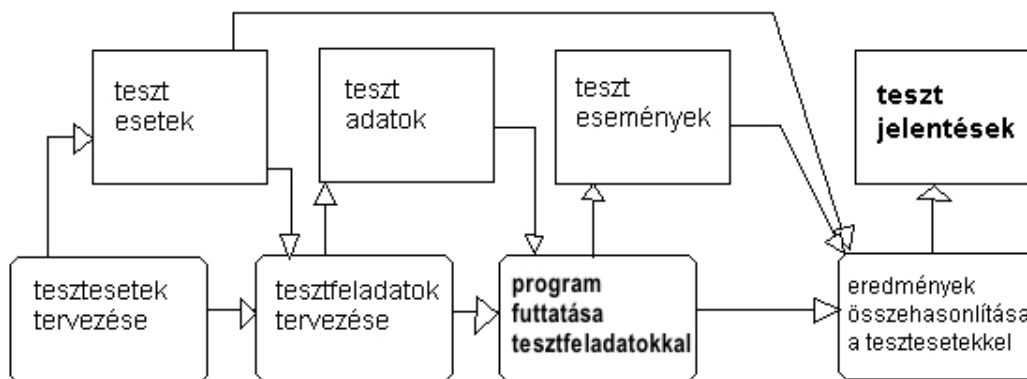 teszt
esetek
teszt
adatok
teszt
események
teszt
jelentések
tesztesetek
tervezése
tesztfeladatok
tervezése
program
futtatása
tesztfeladatokkal
eredmények
összehasonlítása
a tesztesetekkel